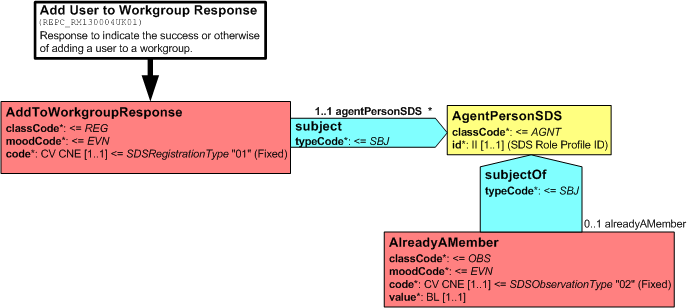 Add User to Workgroup Response
(REPC_RM130004UK01)
Response to indicate the success or otherwise
of adding a user to a workgroup.
AddToWorkgroupResponse
classCode*: <= REG
moodCode*: <= EVN
code*: CV CNE [1..1] <= SDSRegistrationType "01" (Fixed)
1..1 agentPersonSDS *
subject
typeCode*: <= SBJ
AgentPersonSDS
classCode*: <= AGNT
id*: II [1..1] (SDS Role Profile ID)
subjectOf
typeCode*: <= SBJ
0..1 alreadyAMember
AlreadyAMember
classCode*: <= OBS
moodCode*: <= EVN
code*: CV CNE [1..1] <= SDSObservationType "02" (Fixed)
value*: BL [1..1]